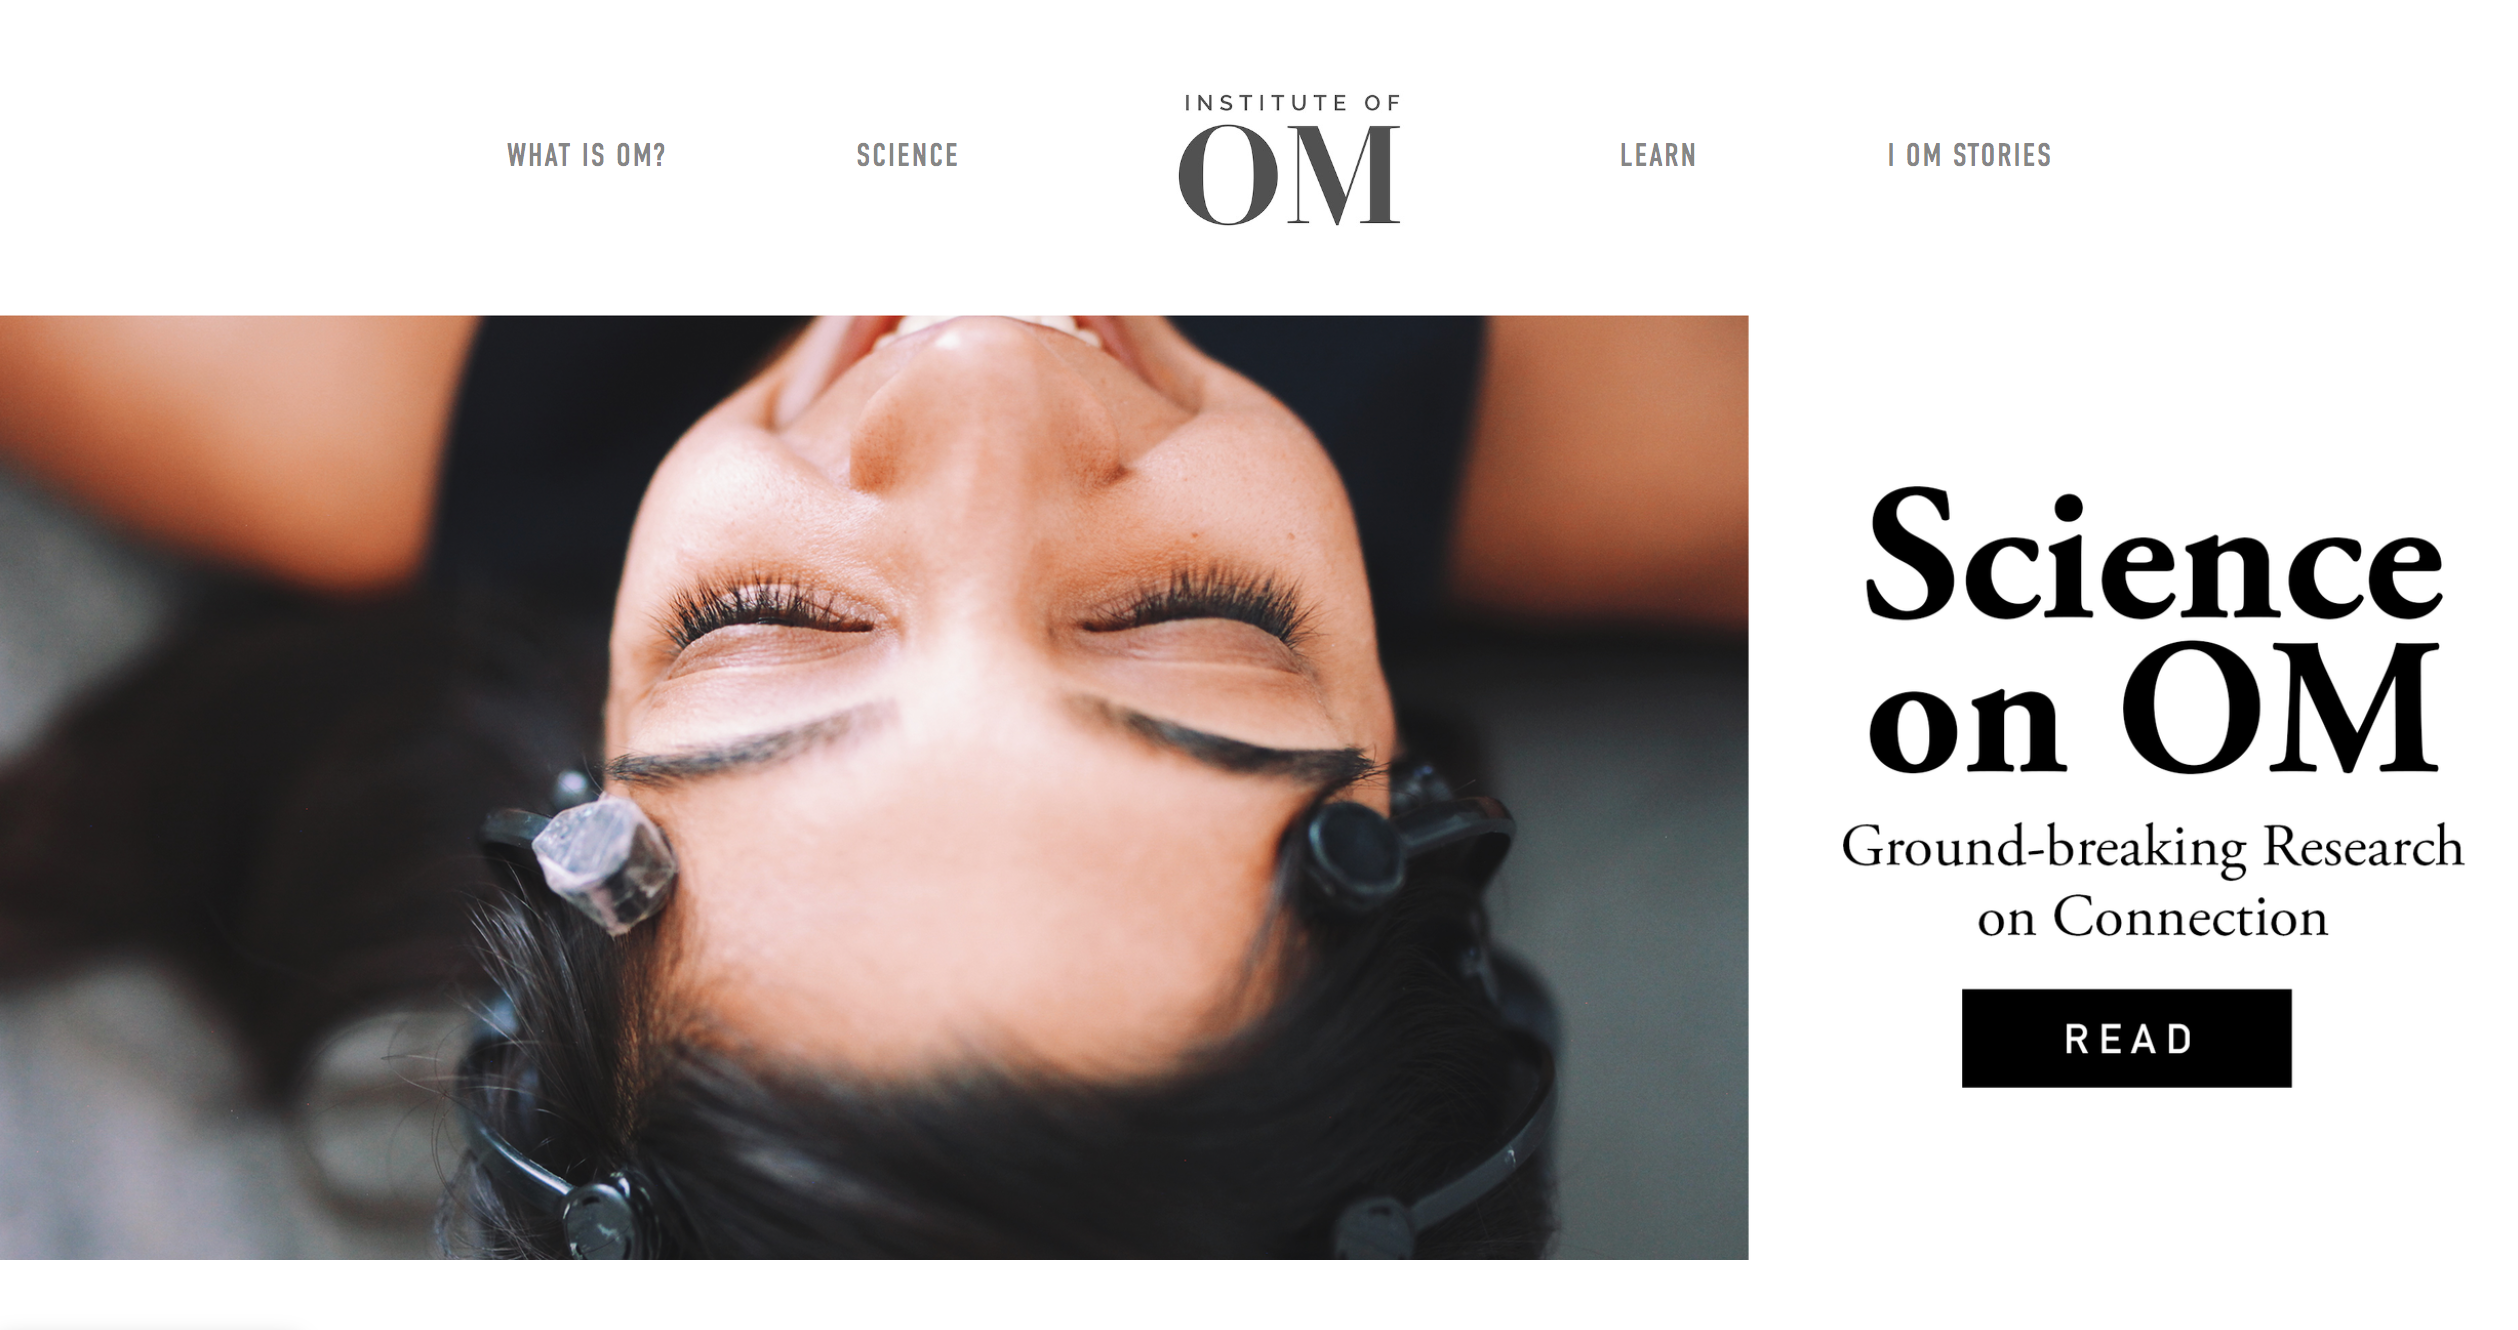 INSTITUTE OF
OM
WHAT IS OM?
SCIENCE
LEARN
I OM STORIES
Science
on OM
Ground-breaking Research
on Connection
READ